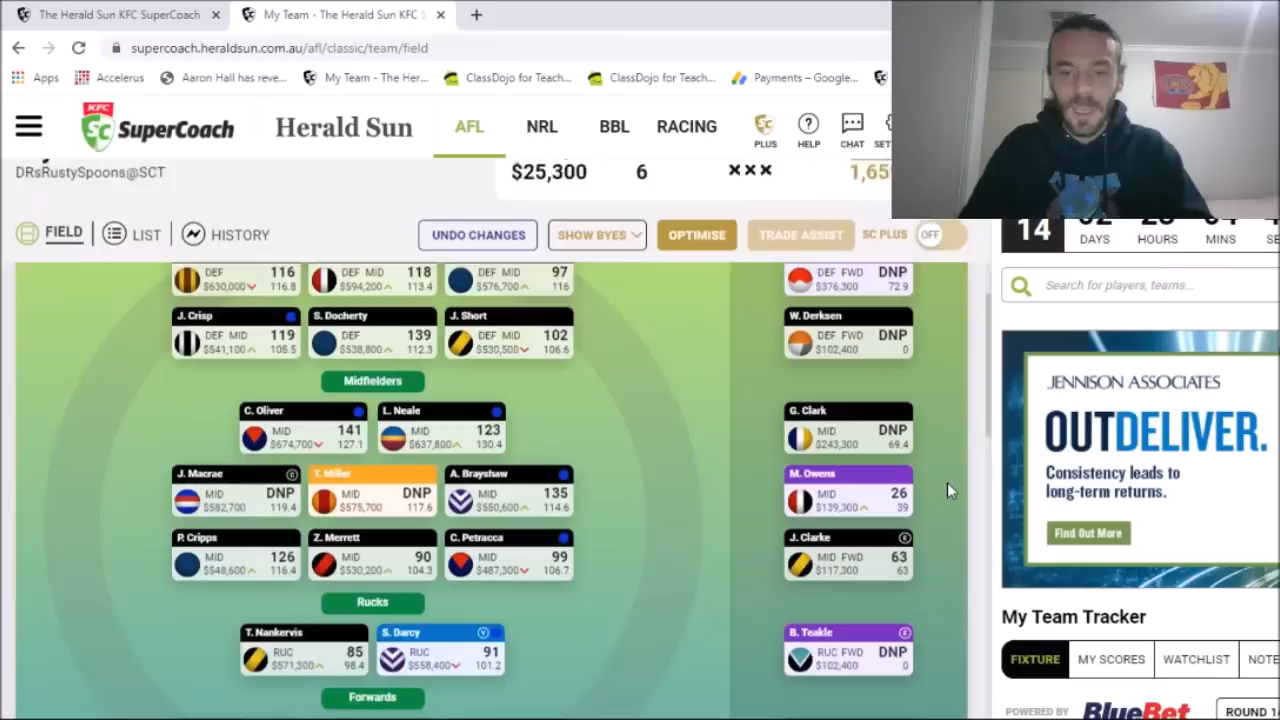 The Herald Sun KFC SuperCoach
My Team - The Herald Sun KFC
supercoach.heraldsun.com.au/afl/classic/team/field
Apps Accelerus Aaron Hall has reve... My Team - The Her... ClassDojo for Teach... ClassDojo for Teach... Payments – Google...
KFC SC SuperCoach Herald Sun AFL NRL BBL RACING PLUS HELP CHAT
DRsRustySpoons@SCT $25,300 6 ×××
FIELD LIST HISTORY UNDO CHANGES SHOW BYES OPTIMISE TRADE ASSIST SC PLUS OFF
14 DAYS HOURS MINS
Search for players, teams...
DEF 116 DEF MID 118 DEF 97 DEF FWD DNP
$630,000 116.8 $594,200 113.4 $576,700 116 $376,300 72.9
J. Crisp S. Docherty J. Short W. Derksen
DEF MID 119 DEF 139 DEF MID 102 DEF FWD DNP
$541,100 105.5 $538,800 112.3 $530,500 106.6 $102,400 0
Midfielders
C. Oliver L. Neale G. Clark
MID 141 MID 123 MID DNP
$674,700 127.1 $637,800 130.4 $243,300 69.4
J. Macrae C T. Miller A. Brayshaw M. Owens
MID DNP MID DNP MID 135 MID 26
$582,700 119.4 $575,700 117.6 $550,600 114.6 $139,300 39
P. Cripps Z. Merrett C. Petracca J. Clarke E
MID 126 MID 90 MID 99 MID FWD 63
$548,600 116.4 $530,200 104.3 $487,300 106.7 $117,300 63
Rucks
T. Nankervis S. Darcy V B. Teakle E
RUC 85 RUC 91 RUC FWD DNP
$571,300 98.4 $558,400 101.2 $102,400 0
Forwards
JENNISON ASSOCIATES
OUTDELIVER.
Consistency leads to
long-term returns.
Find Out More
My Team Tracker
FIXTURE MY SCORES WATCHLIST
POWERED BY BlueBet ROUND